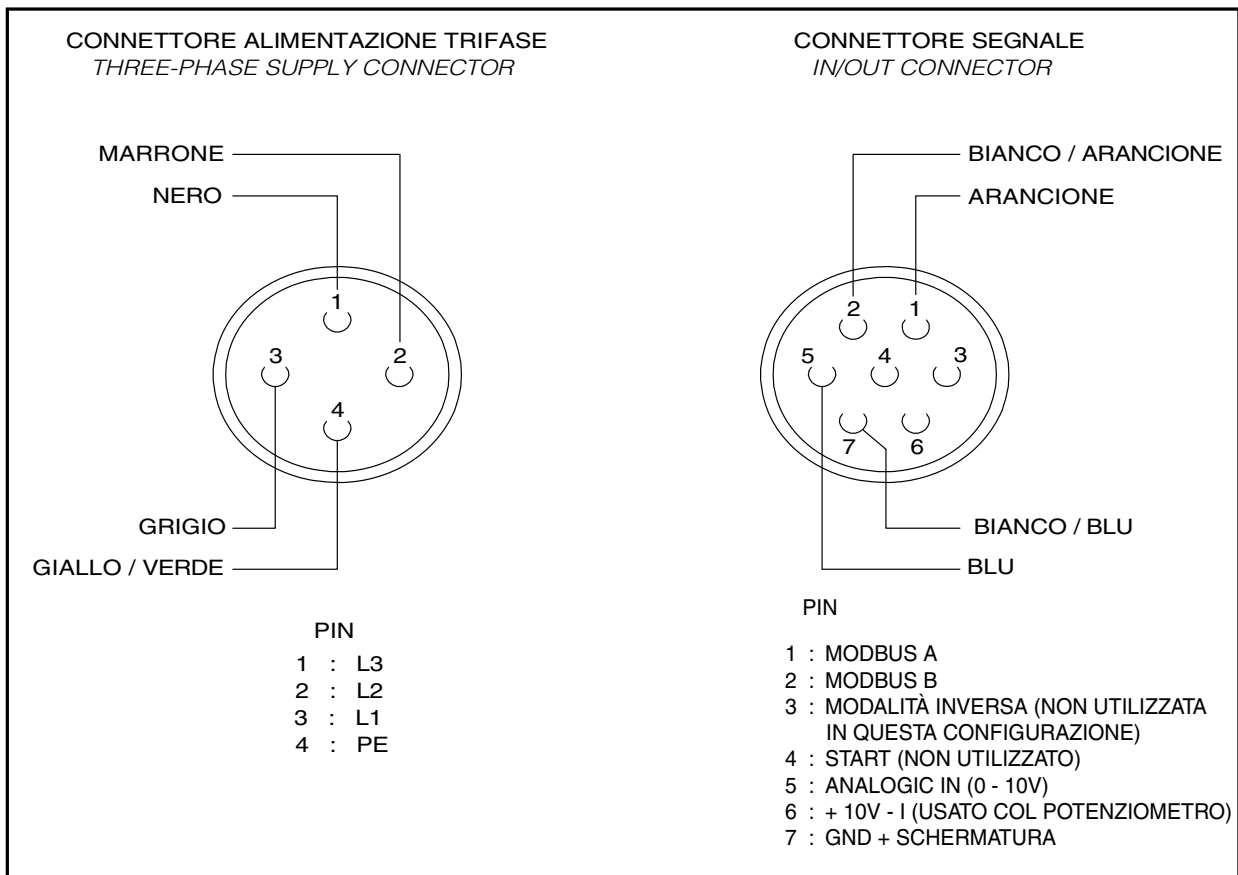 CONNETTORE ALIMENTAZIONE TRIFASE
THREE-PHASE SUPPLY CONNECTOR
MARRONE
NERO
1
3
2
4
GRIGIO
GIALLO / VERDE
PIN
1 : L3
2 : L2
3 : L1
4 : PE
CONNETTORE SEGNALE
IN/OUT CONNECTOR
BIANCO / ARANCIONE
ARANCIONE
2
1
5
4
3
7
6
BIANCO / BLU
BLU
PIN
1 : MODBUS A
2 : MODBUS B
3 : MODALITÀ INVERSA (NON UTILIZZATA
IN QUESTA CONFIGURAZIONE)
4 : START (NON UTILIZZATO)
5 : ANALOGIC IN (0 - 10V)
6 : + 10V - I (USATO COL POTENZIOMETRO)
7 : GND + SCHERMATURA